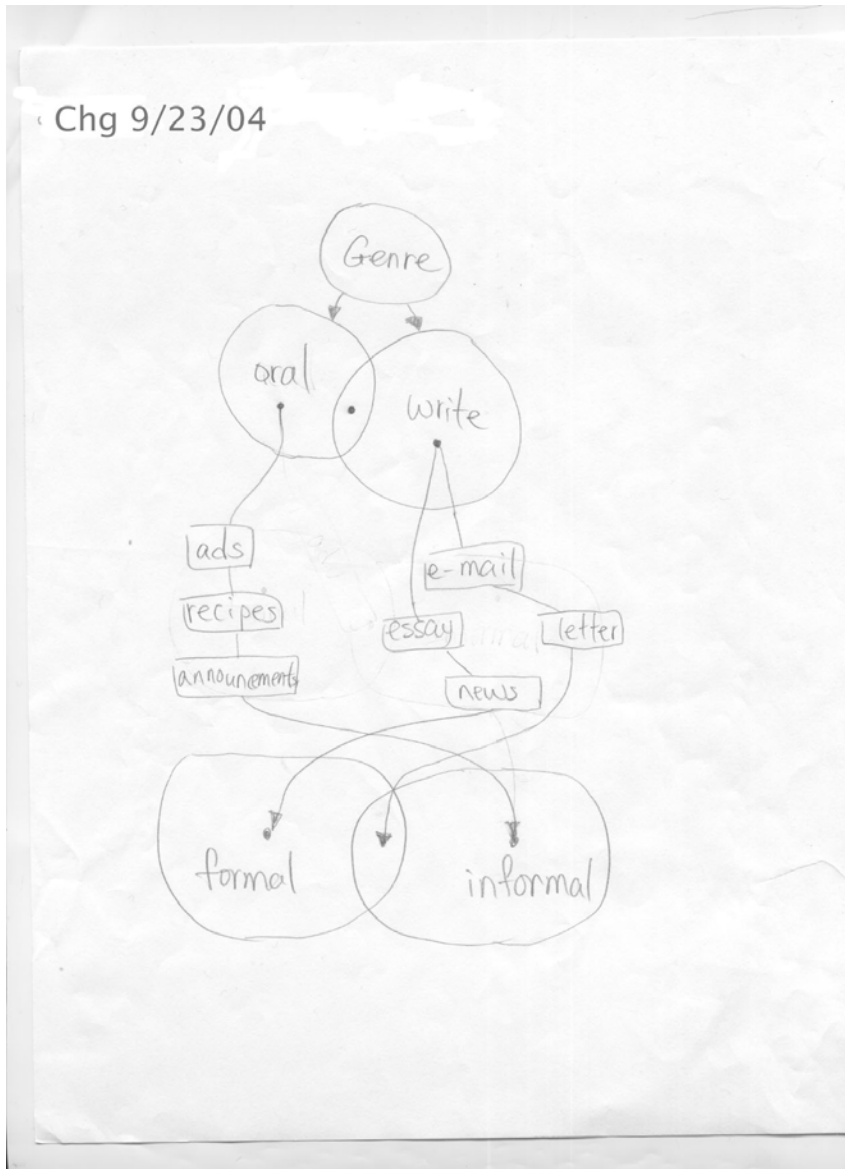 Chg 9/23/04
Genre
oral
write
ads
e-mail
recipes
essay
letter
announements
news
formal
informal